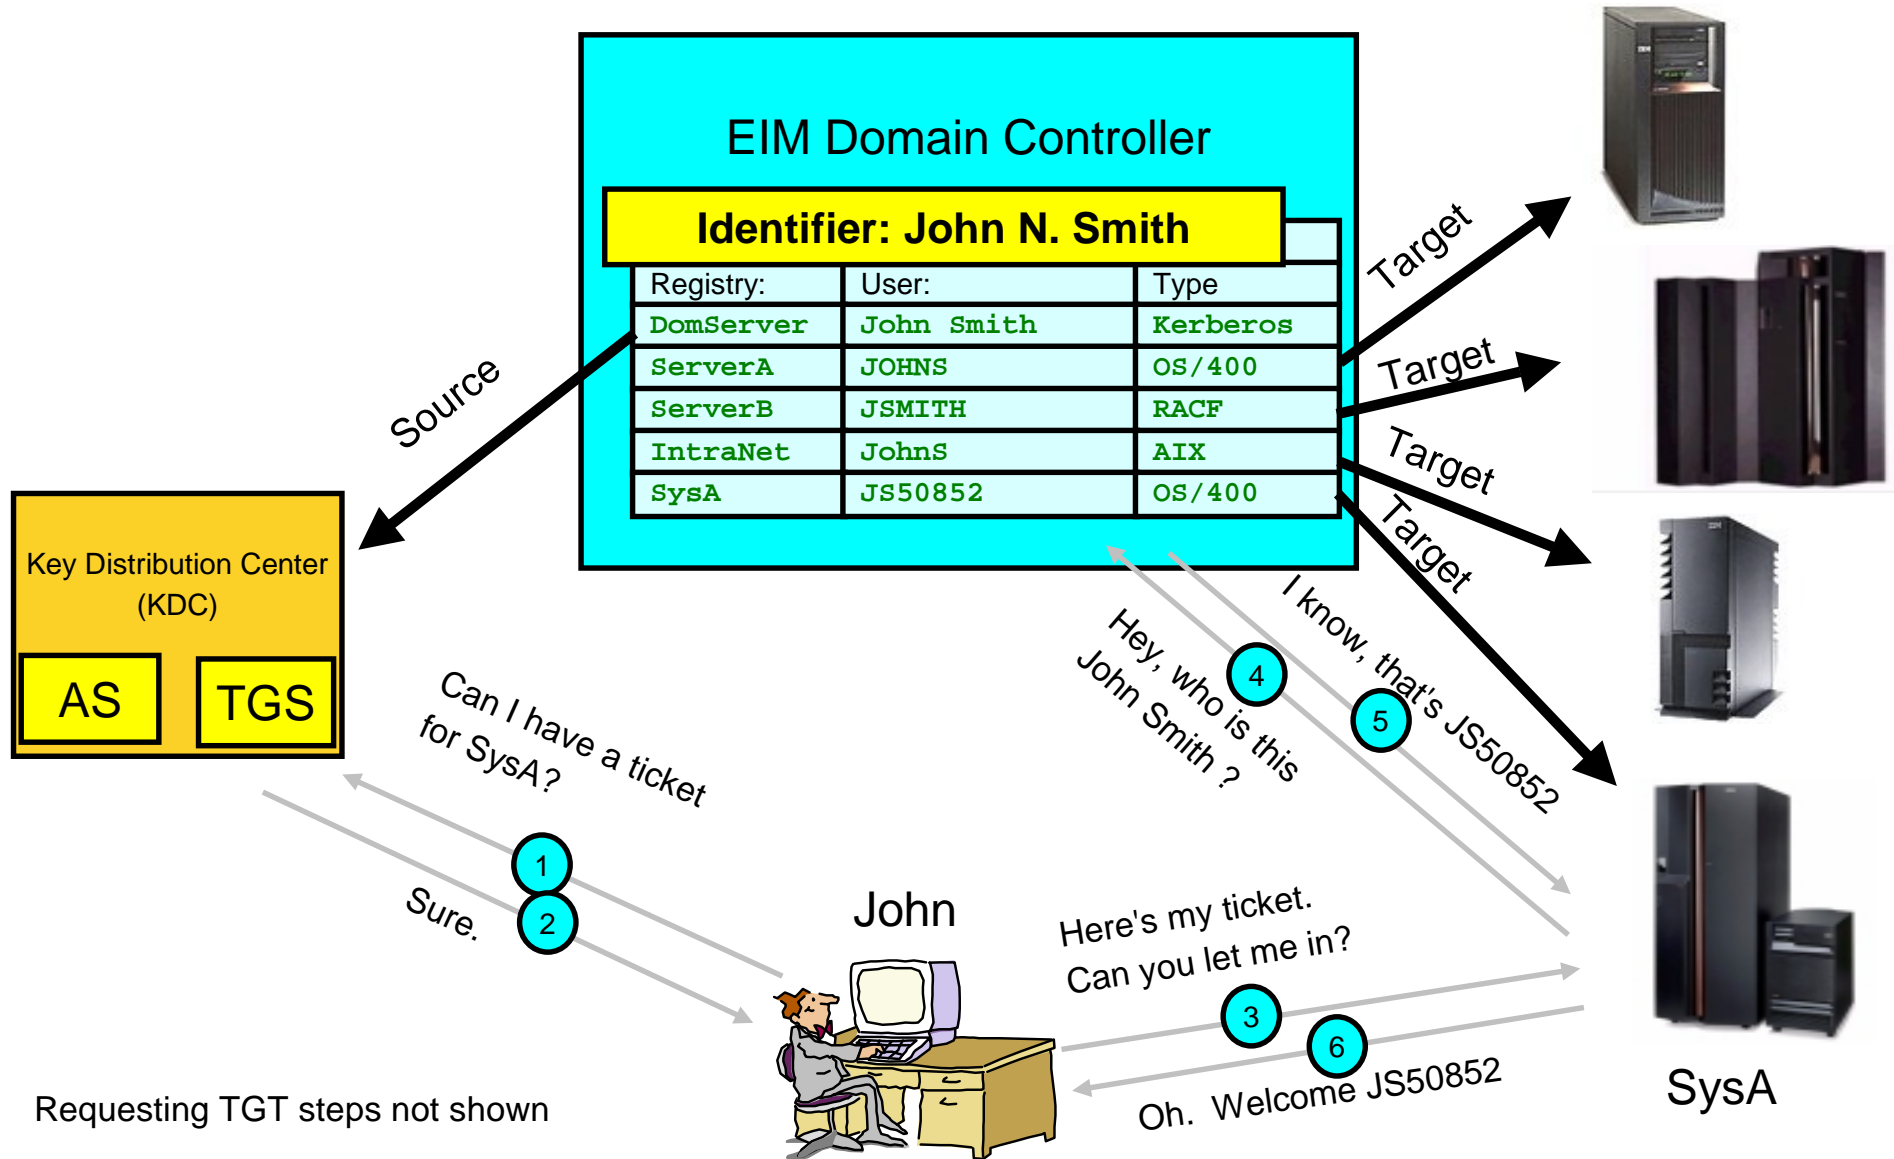 EIM Domain Controller
Identifier: John N. Smith
Registry: User: Type
DomServer John Smith Kerberos
ServerA JOHNS OS/400
ServerB JSMITH RACF
IntraNet JohnS AIX
SysA JS50852 OS/400
Source
Target
Target
Target
Target
Key Distribution Center
(KDC)
AS TGS
Can I have a ticket
for SysA?
1
Sure.
2
Hey, who is this
John Smith ?
4
I know, that's JS50852
5
John
Here's my ticket.
Can you let me in?
3
6
Oh. Welcome JS50852
SysA
Requesting TGT steps not shown